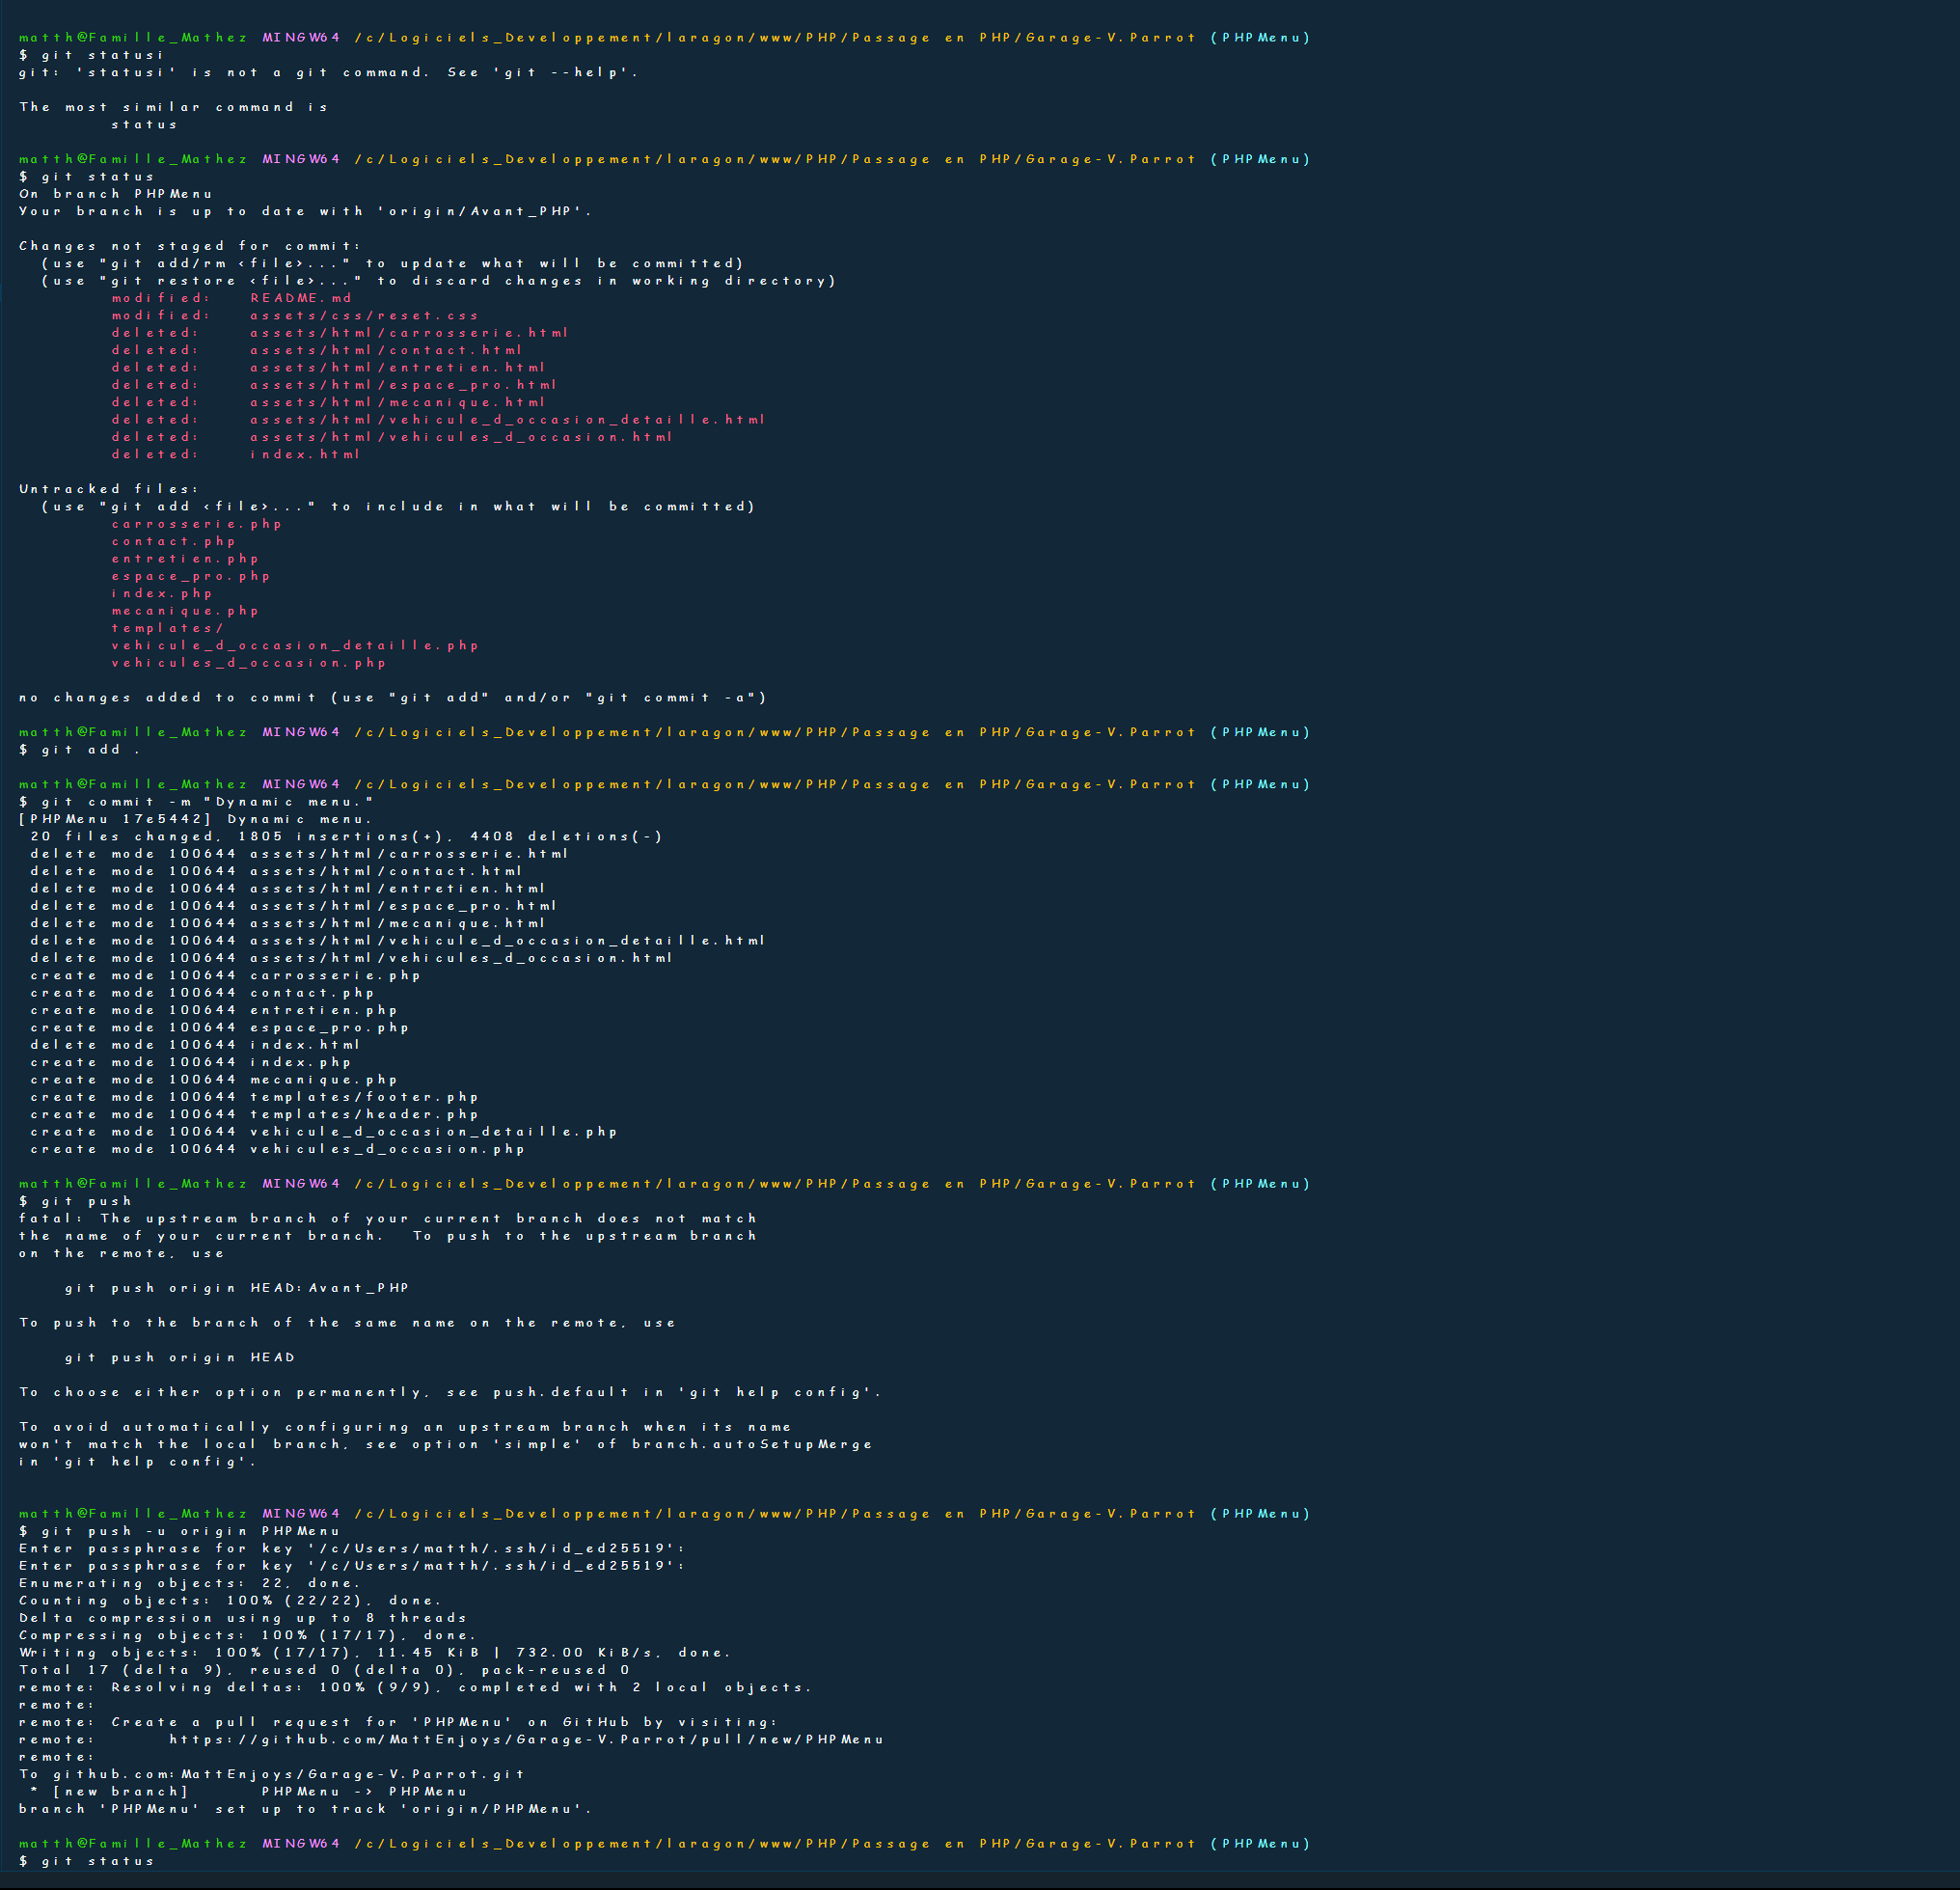 matth@Famille_Mathez MINGW64 /c/Logiciels_Developpement/laragon/www/PHP/Passage en PHP/Garage-V.Parrot (PHPMenu)
$ git statusi
git: 'statusi' is not a git command. See 'git --help'.
The most similar command is
status
matth@Famille_Mathez MINGW64 /c/Logiciels_Developpement/laragon/www/PHP/Passage en PHP/Garage-V.Parrot (PHPMenu)
$ git status
On branch PHPMenu
Your branch is up to date with 'origin/Avant_PHP'.
Changes not staged for commit:
(use "git add/rm <file>..." to update what will be committed)
(use "git restore <file>..." to discard changes in working directory)
modified: README.md
modified: assets/css/reset.css
deleted: assets/html/carrosserie.html
deleted: assets/html/contact.html
deleted: assets/html/entretien.html
deleted: assets/html/espace_pro.html
deleted: assets/html/mecanique.html
deleted: assets/html/vehicule_d_occasion_detaille.html
deleted: assets/html/vehicules_d_occasion.html
deleted: index.html
Untracked files:
(use "git add <file>..." to include in what will be committed)
carrosserie.php
contact.php
entretien.php
espace_pro.php
index.php
mecanique.php
templates/
vehicule_d_occasion_detaille.php
vehicules_d_occasion.php
no changes added to commit (use "git add" and/or "git commit -a")
matth@Famille_Mathez MINGW64 /c/Logiciels_Developpement/laragon/www/PHP/Passage en PHP/Garage-V.Parrot (PHPMenu)
$ git add .
matth@Famille_Mathez MINGW64 /c/Logiciels_Developpement/laragon/www/PHP/Passage en PHP/Garage-V.Parrot (PHPMenu)
$ git commit -m "Dynamic menu."
[PHPMenu 17e5442] Dynamic menu.
20 files changed, 1805 insertions(+), 4408 deletions(-)
delete mode 100644 assets/html/carrosserie.html
delete mode 100644 assets/html/contact.html
delete mode 100644 assets/html/entretien.html
delete mode 100644 assets/html/espace_pro.html
delete mode 100644 assets/html/mecanique.html
delete mode 100644 assets/html/vehicule_d_occasion_detaille.html
delete mode 100644 assets/html/vehicules_d_occasion.html
create mode 100644 carrosserie.php
create mode 100644 contact.php
create mode 100644 entretien.php
create mode 100644 espace_pro.php
delete mode 100644 index.html
create mode 100644 index.php
create mode 100644 mecanique.php
create mode 100644 templates/footer.php
create mode 100644 templates/header.php
create mode 100644 vehicule_d_occasion_detaille.php
create mode 100644 vehicules_d_occasion.php
matth@Famille_Mathez MINGW64 /c/Logiciels_Developpement/laragon/www/PHP/Passage en PHP/Garage-V.Parrot (PHPMenu)
$ git push
fatal: The upstream branch of your current branch does not match
the name of your current branch.  To push to the upstream branch
on the remote, use
git push origin HEAD:Avant_PHP
To push to the branch of the same name on the remote, use
git push origin HEAD
To choose either option permanently, see push.default in 'git help config'.
To avoid automatically configuring an upstream branch when its name
won't match the local branch, see option 'simple' of branch.autoSetupMerge
in 'git help config'.
matth@Famille_Mathez MINGW64 /c/Logiciels_Developpement/laragon/www/PHP/Passage en PHP/Garage-V.Parrot (PHPMenu)
$ git push -u origin PHPMenu
Enter passphrase for key '/c/Users/matth/.ssh/id_ed25519':
Enter passphrase for key '/c/Users/matth/.ssh/id_ed25519':
Enumerating objects: 22, done.
Counting objects: 100% (22/22), done.
Delta compression using up to 8 threads
Compressing objects: 100% (17/17), done.
Writing objects: 100% (17/17), 11.45 KiB | 732.00 KiB/s, done.
Total 17 (delta 9), reused 0 (delta 0), pack-reused 0
remote: Resolving deltas: 100% (9/9), completed with 2 local objects.
remote:
remote: Create a pull request for 'PHPMenu' on GitHub by visiting:
remote: https://github.com/MattEnjoys/Garage-V.Parrot/pull/new/PHPMenu
remote:
To github.com:MattEnjoys/Garage-V.Parrot.git
* [new branch] PHPMenu -> PHPMenu
branch 'PHPMenu' set up to track 'origin/PHPMenu'.
matth@Famille_Mathez MINGW64 /c/Logiciels_Developpement/laragon/www/PHP/Passage en PHP/Garage-V.Parrot (PHPMenu)
$ git status